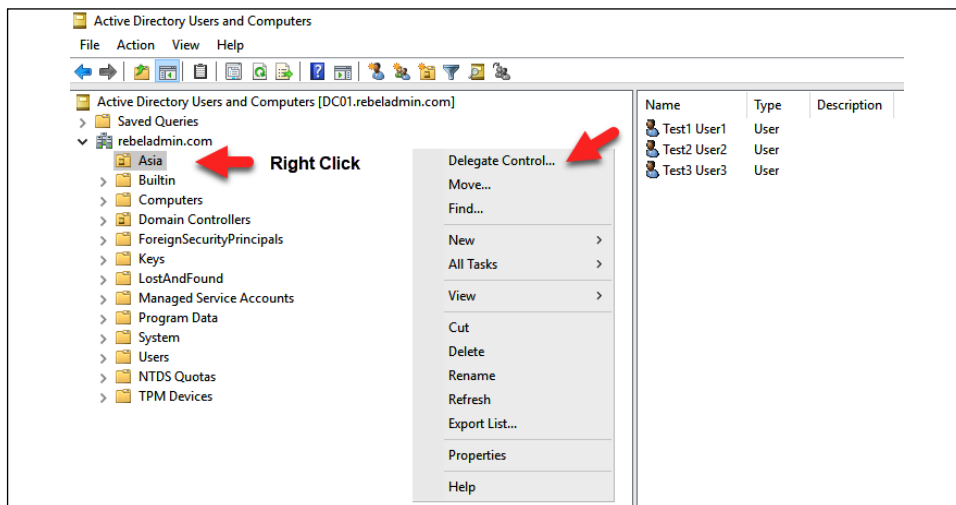 Active Directory Users and Computers
File Action View Help
Active Directory Users and Computers [DC01.rebeladmin.com]
Saved Queries
rebeladmin.com
Asia
Builtin
Computers
Domain Controllers
ForeignSecurityPrincipals
Keys
LostAndFound
Managed Service Accounts
Program Data
System
Users
NTDS Quotas
TPM Devices
Right Click
Delegate Control...
Move...
Find...
New
All Tasks
View
Cut
Delete
Rename
Refresh
Export List...
Properties
Help
Name Type Description
Test1 User1 User
Test2 User2 User
Test3 User3 User